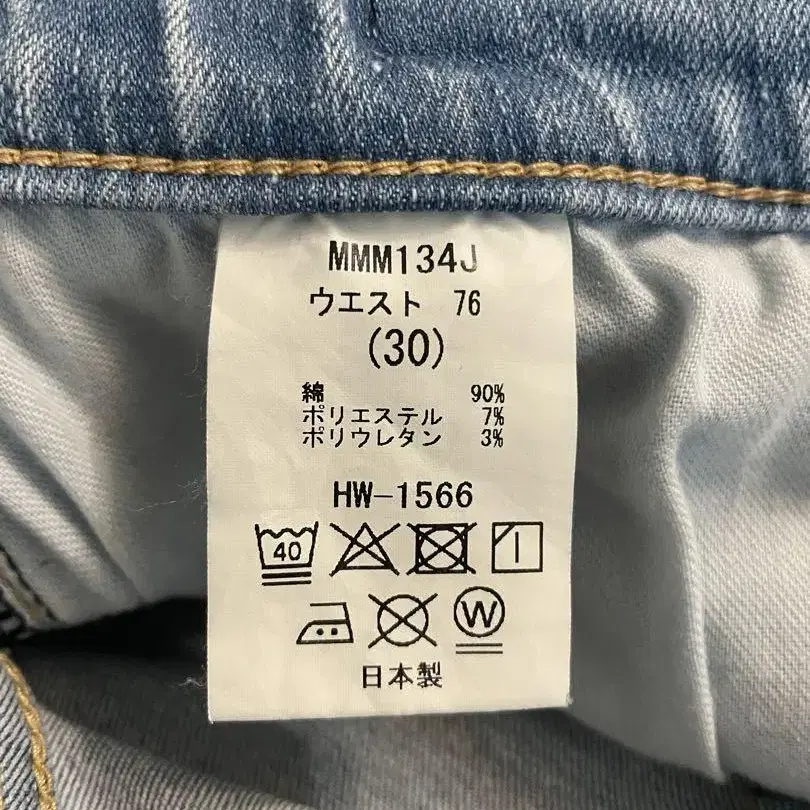 MMM134J
ウエスト 76
(30)
綿 90%
ポリエステル 7%
ポリウレタン 3%
HW-1566
40
W
日本製